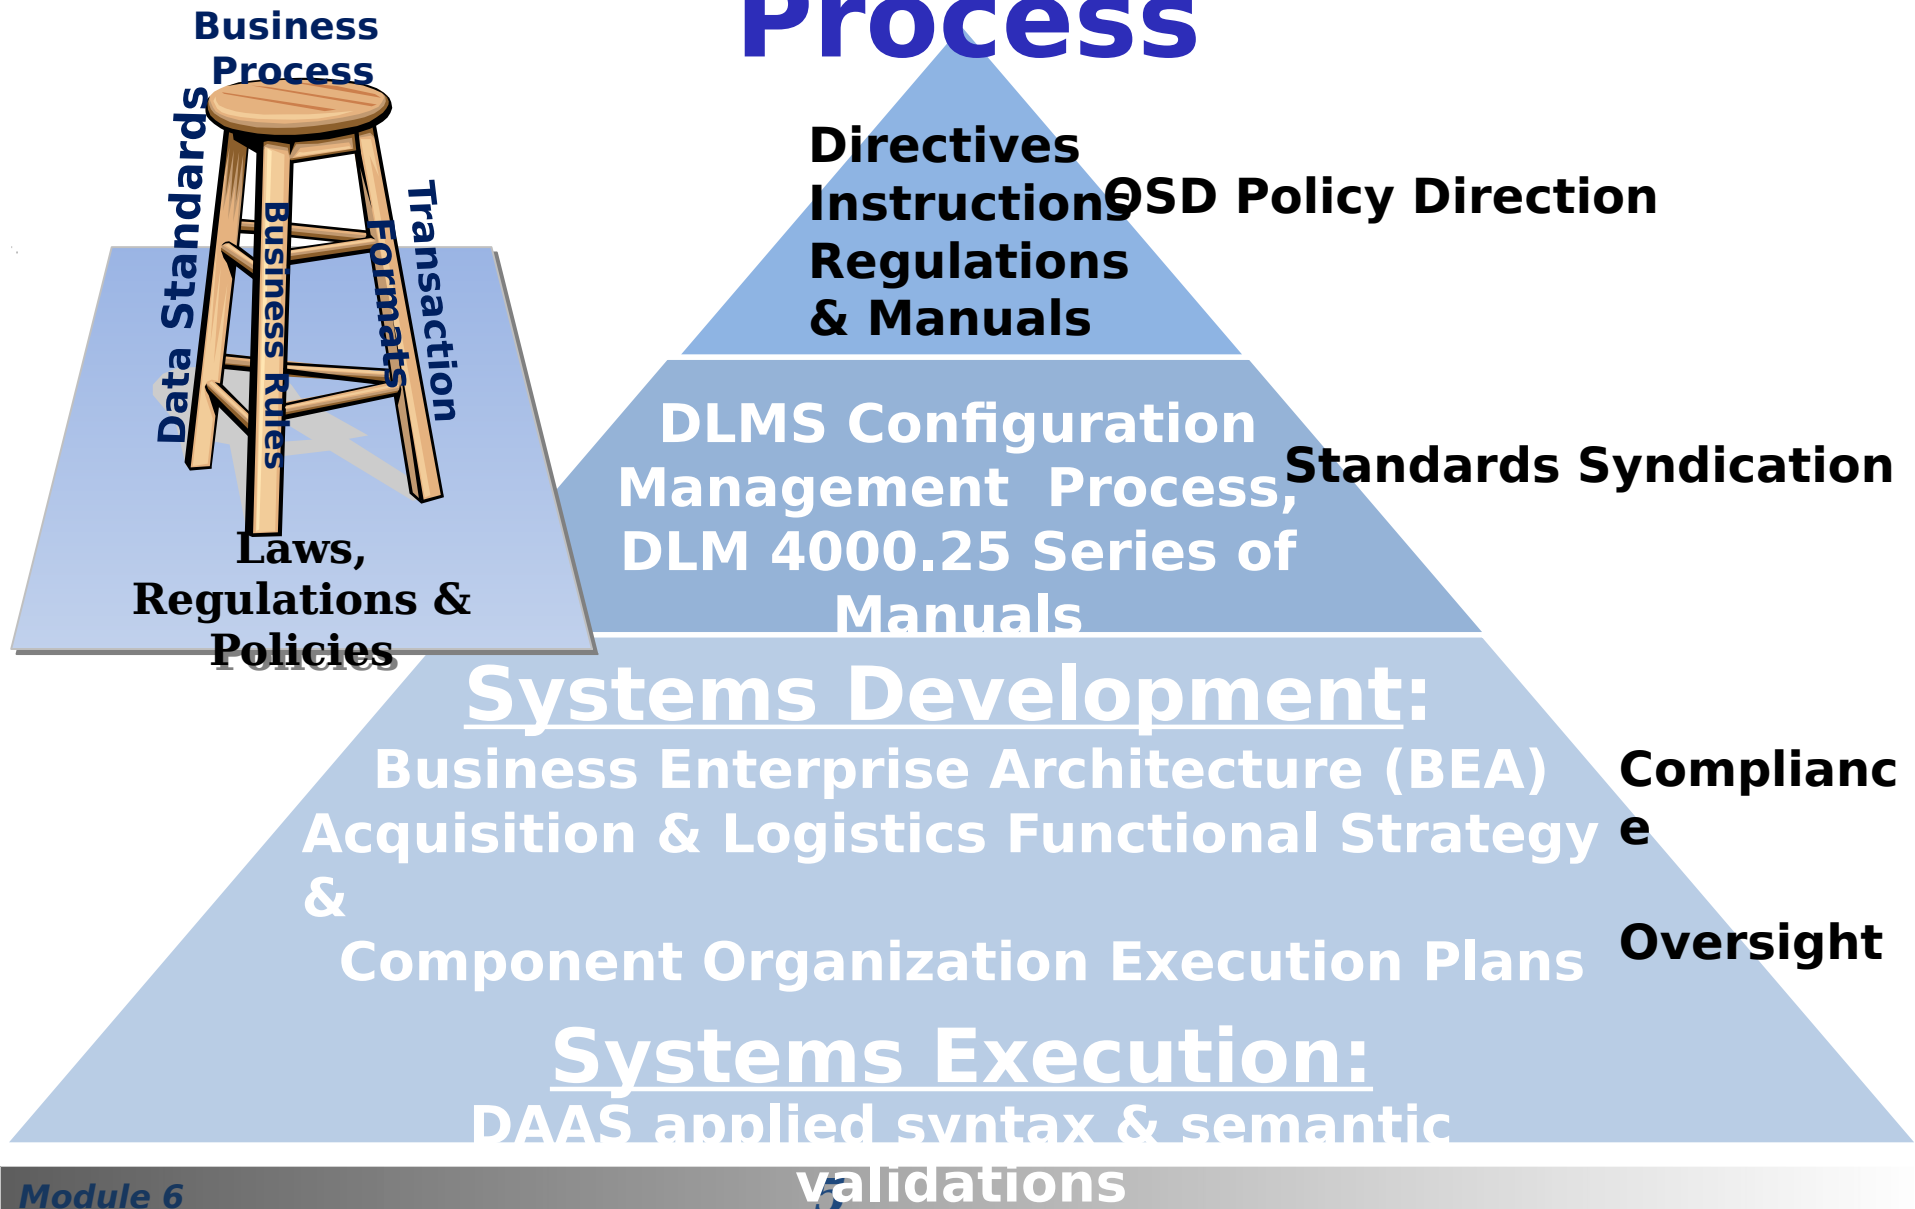 Process
Business
Process
Data Standards
Business Rules
Transaction
Formats
Laws,
Regulations &
Policies
Directives
Instructions
Regulations
& Manuals
OSD Policy Direction
DLMS Configuration
Management Process,
DLM 4000.25 Series of
Manuals
Standards Syndication
Systems Development:
Business Enterprise Architecture (BEA)
Acquisition & Logistics Functional Strategy
&
Component Organization Execution Plans
Complianc
e
Oversight
Systems Execution:
DAAS applied syntax & semantic
validations
Module 6
5